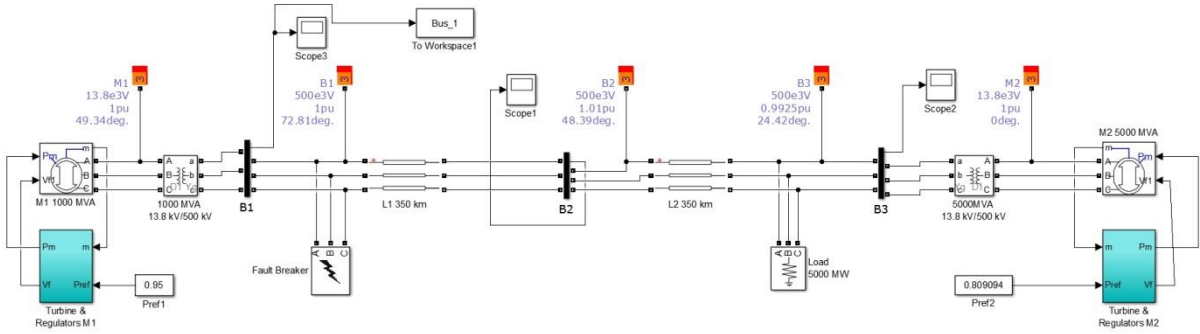 Bus_1
To Workspace1
Scope3
M1
13.8e3V
1pu
49.34deg.
B1
500e3V
1pu
72.81deg.
Scope1
B2
500e3V
1.01pu
48.39deg.
B3
500e3V
0.9925pu
24.42deg.
Scope2
M2
13.8e3V
1pu
0deg.
M2 5000 MVA
Pm
Vf1
m
A
B
C
M1 1000 MVA
A
B
C
a
b
c
1000 MVA
13.8 kV/500 kV
B1
L1 350 km
B2
L2 350 km
B3
a
b
c
A
B
C
5000MVA
13.8 kV/500 kV
m
A
B
C
Pm
Vf1
Pm
m
Vf
Pref
Turbine &
Regulators M1
0.95
Pref1
Fault Breaker
A
B
C
A
B
C
Load
5000 MW
0.809094
Pref2
m
Pm
Pref
Vf
Turbine &
Regulators M2